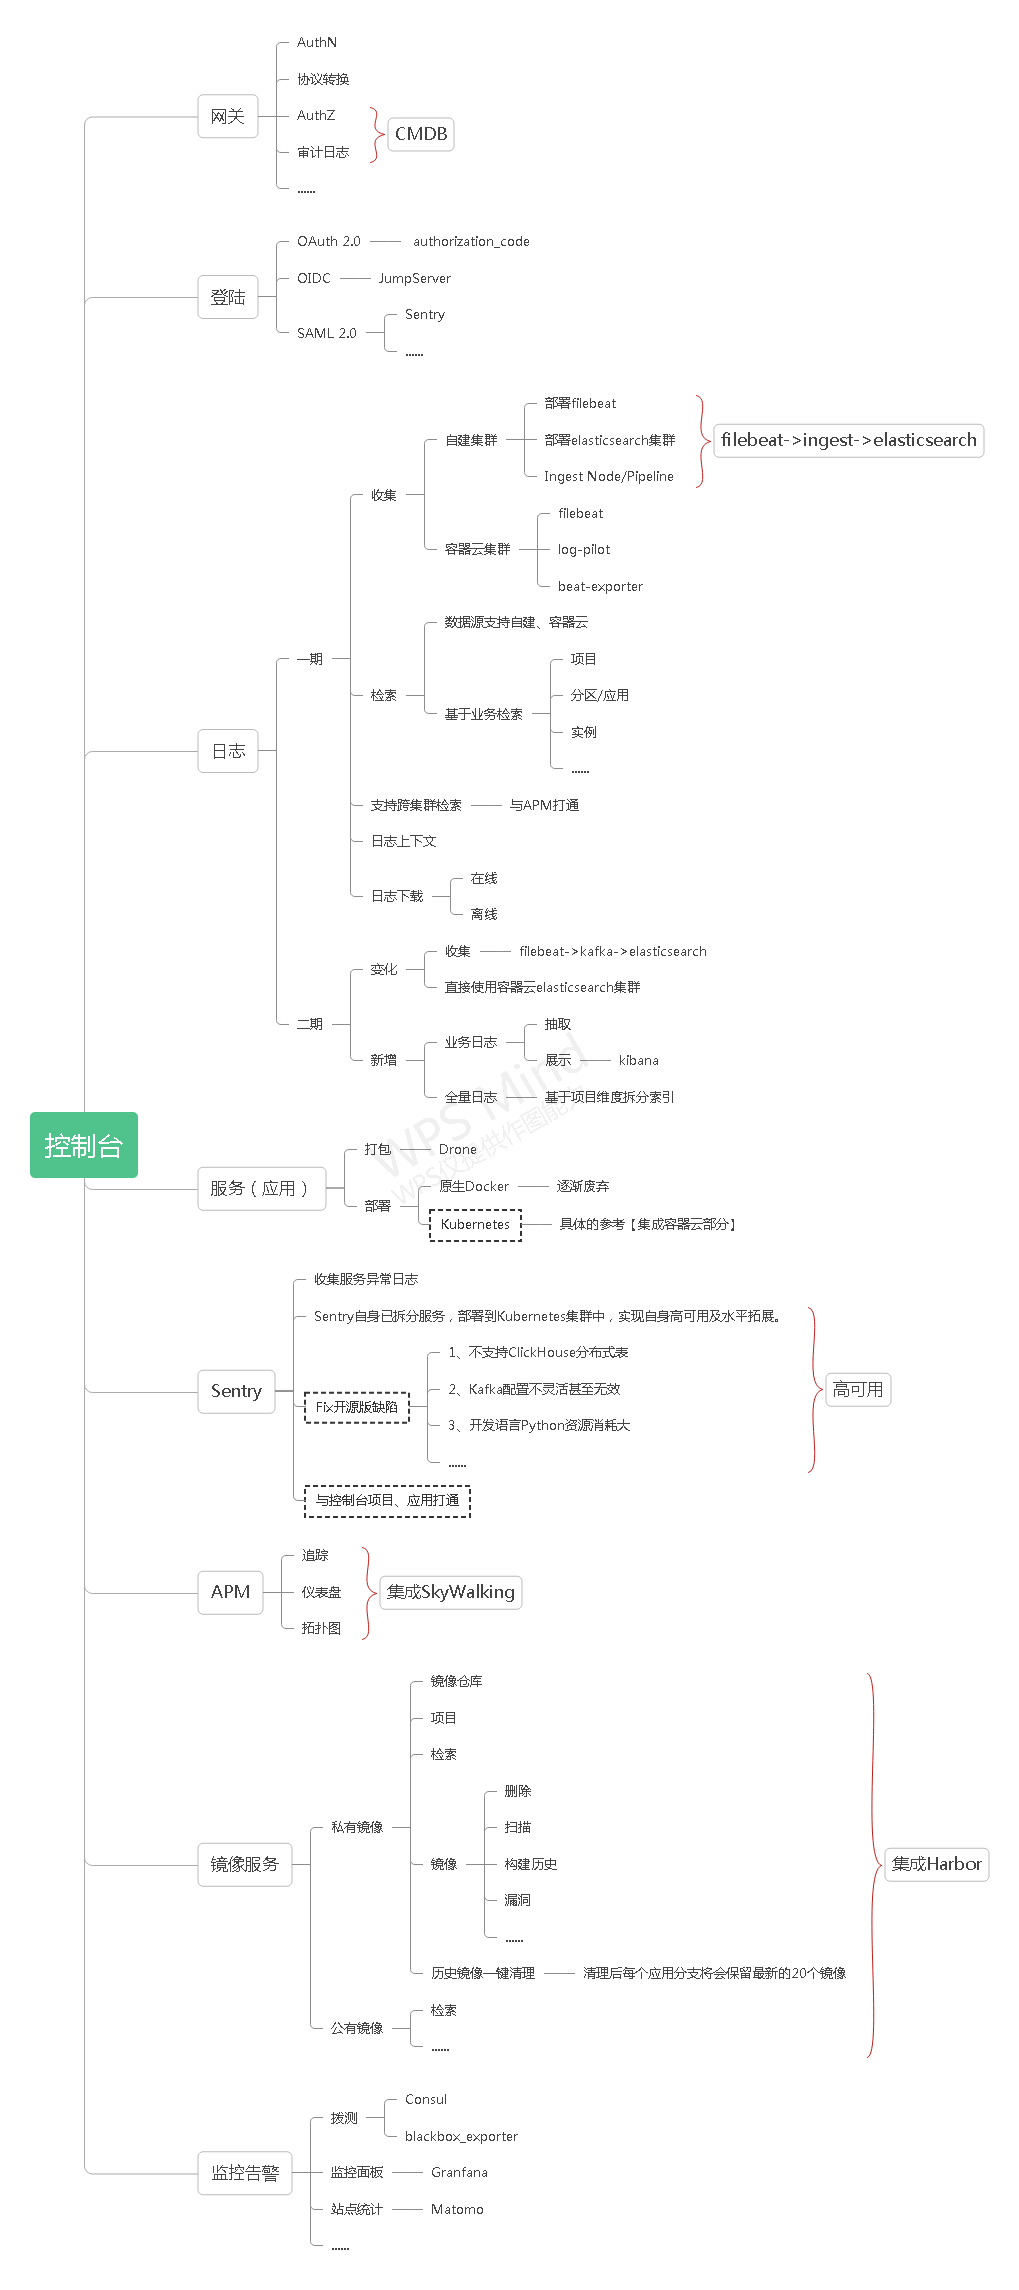 控制台
网关
AuthN
协议转换
AuthZ
审计日志
......
CMDB
登陆
OAuth 2.0
authorization_code
OIDC
JumpServer
SAML 2.0
Sentry
......
日志
一期
收集
自建集群
部署filebeat
部署elasticsearch集群
Ingest Node/Pipeline
filebeat->ingest->elasticsearch
容器云集群
filebeat
log-pilot
beat-exporter
检索
数据源支持自建、容器云
基于业务检索
项目
分区/应用
实例
......
支持跨集群检索
与APM打通
日志上下文
日志下载
在线
离线
二期
变化
收集
filebeat->kafka->elasticsearch
直接使用容器云elasticsearch集群
新增
业务日志
抽取
展示
kibana
全量日志
基于项目维度拆分索引
服务（应用）
打包
Drone
部署
原生Docker
逐渐废弃
Kubernetes
具体的参考【集成容器云部分】
Sentry
收集服务异常日志
Sentry自身已拆分服务，部署到Kubernetes集群中，实现自身高可用及水平拓展。
Fix开源版缺陷
1、不支持ClickHouse分布式表
2、Kafka配置不灵活甚至无效
3、开发语言Python资源消耗大
......
与控制台项目、应用打通
高可用
APM
追踪
仪表盘
拓扑图
集成SkyWalking
镜像服务
私有镜像
镜像仓库
项目
检索
镜像
删除
扫描
构建历史
漏洞
......
历史镜像一键清理
清理后每个应用分支将会保留最新的20个镜像
公有镜像
检索
......
集成Harbor
监控告警
拨测
Consul
blackbox_exporter
监控面板
Granfana
站点统计
Matomo
......
WPS Mind